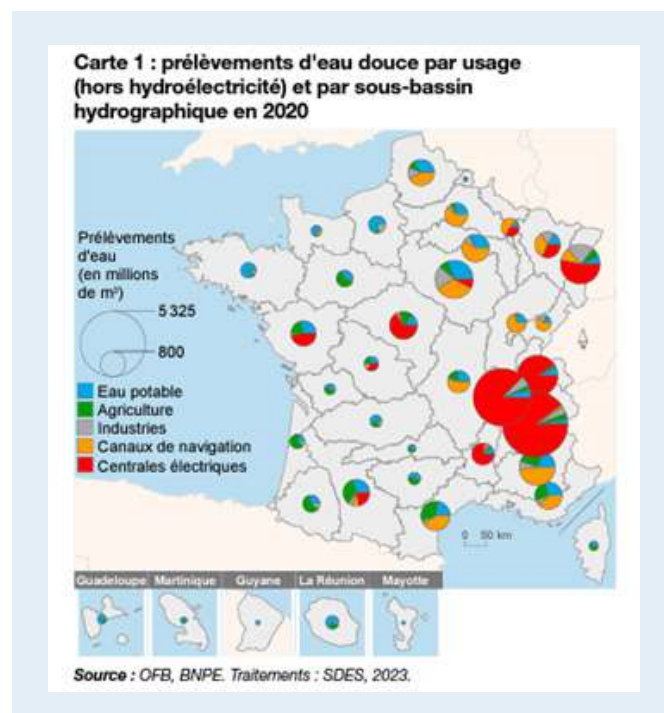 Carte 1 : prélèvements d'eau douce par usage
(hors hydroélectricité) et par sous-bassin
hydrographique en 2020
Prélèvements
d'eau
(en millions
de m³)
5 325
800
Eau potable
Agriculture
Industries
Canaux de navigation
Centrales électriques
0 50 km
Guadeloupe Martinique Guyane La Réunion Mayotte
Source : OFB, BNPE. Traitements : SDES, 2023.